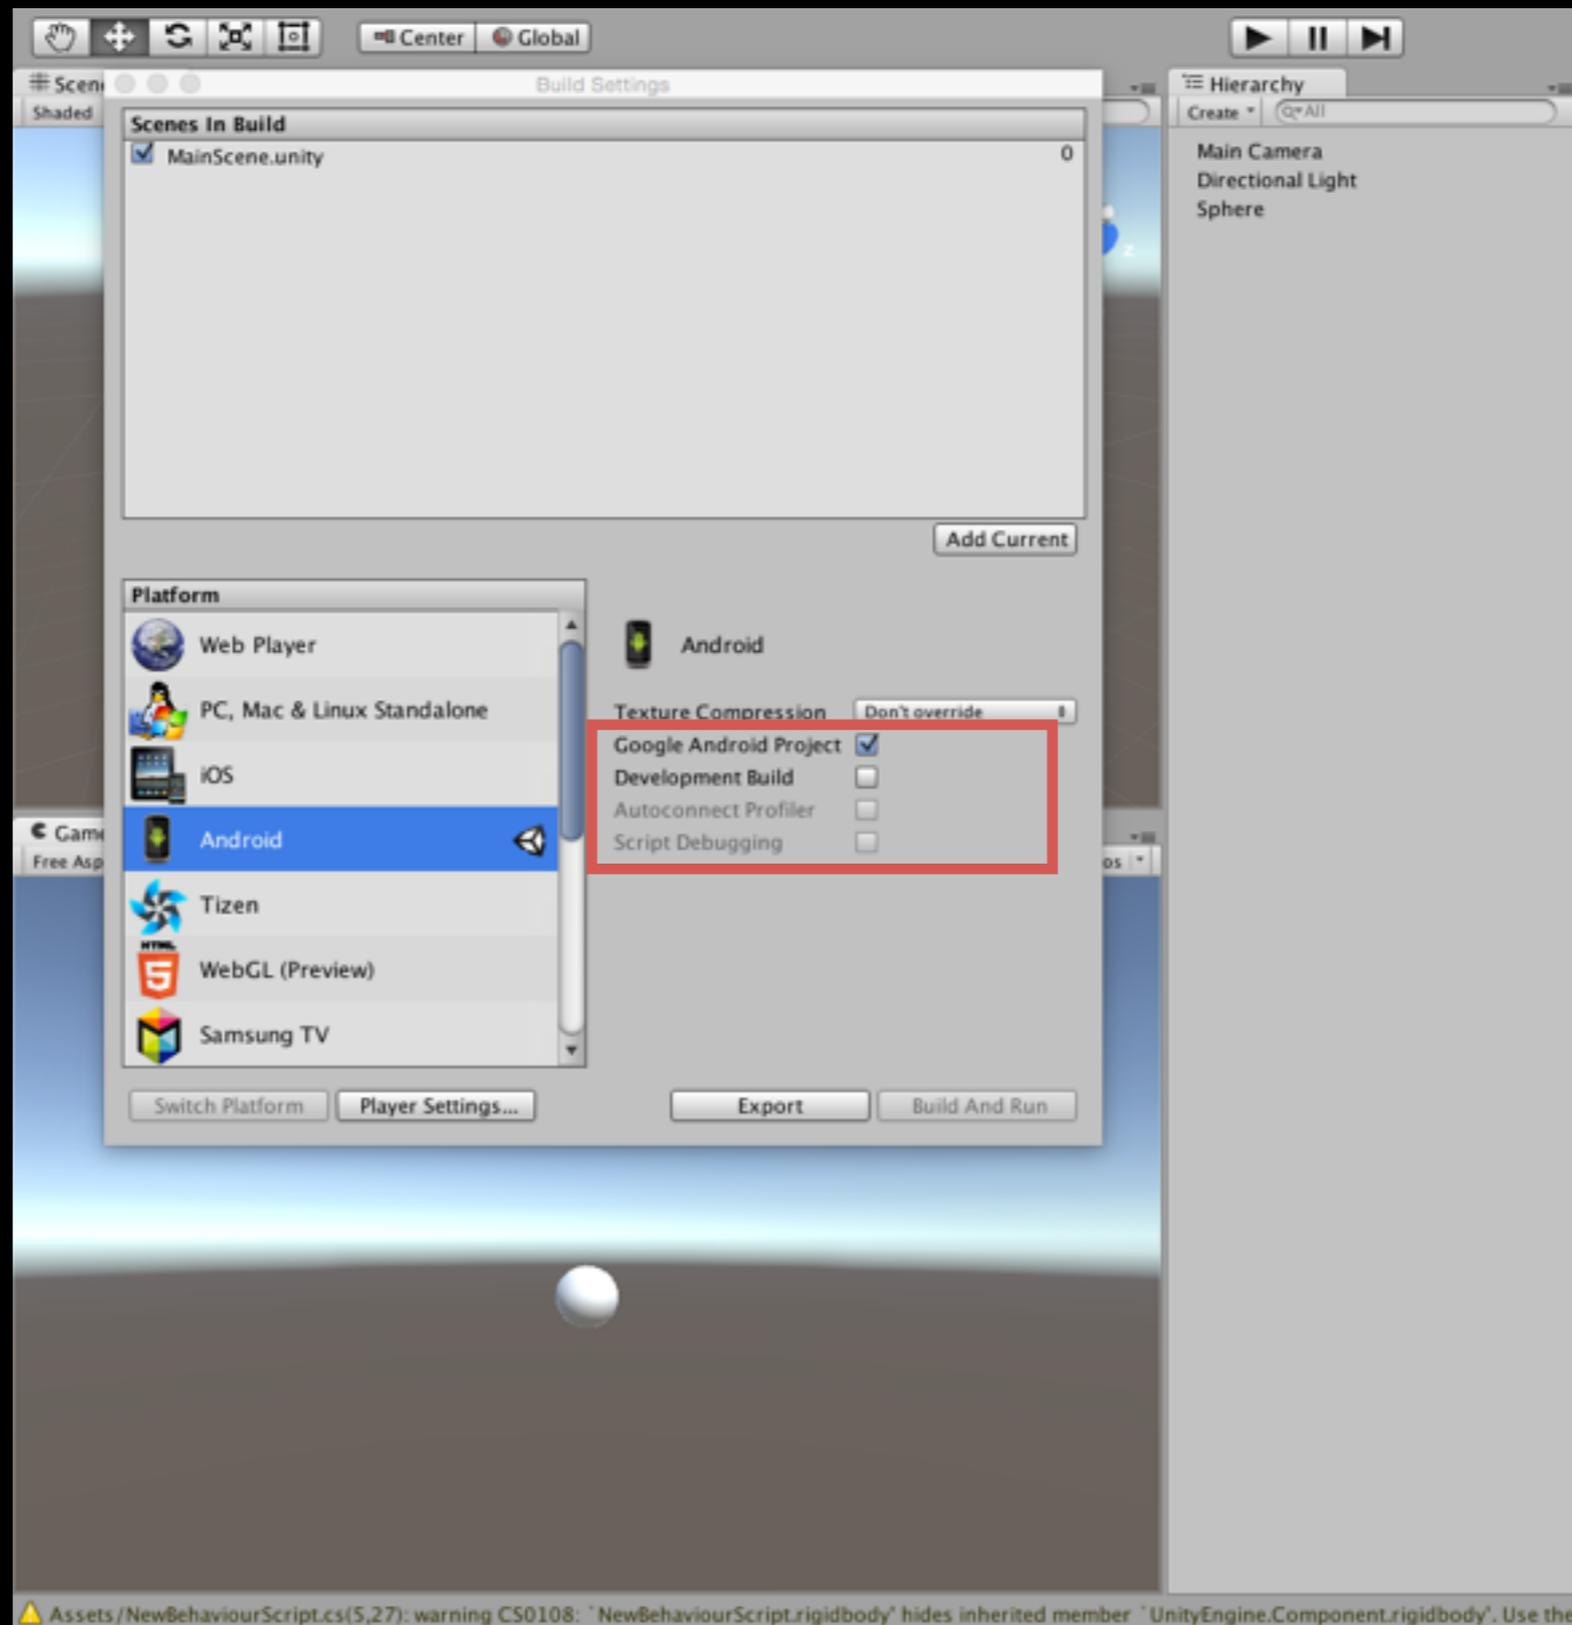 Center Global
Scen
Shaded
Build Settings
Hierarchy
Create All
Scenes In Build
MainScene.unity 0
Main Camera
Directional Light
Sphere
z
Add Current
Platform
Web Player
PC, Mac & Linux Standalone
iOS
Android
Tizen
HTML
5
WebGL (Preview)
Samsung TV
Android
Texture Compression Don't override
Google Android Project
Development Build
Autoconnect Profiler
Script Debugging
Game
Free Asp
os
Switch Platform Player Settings... Export Build And Run
Assets/NewBehaviourScript.cs(5,27): warning CS0108: `NewBehaviourScript.rigidbody' hides inherited member `UnityEngine.Component.rigidbody'. Use the